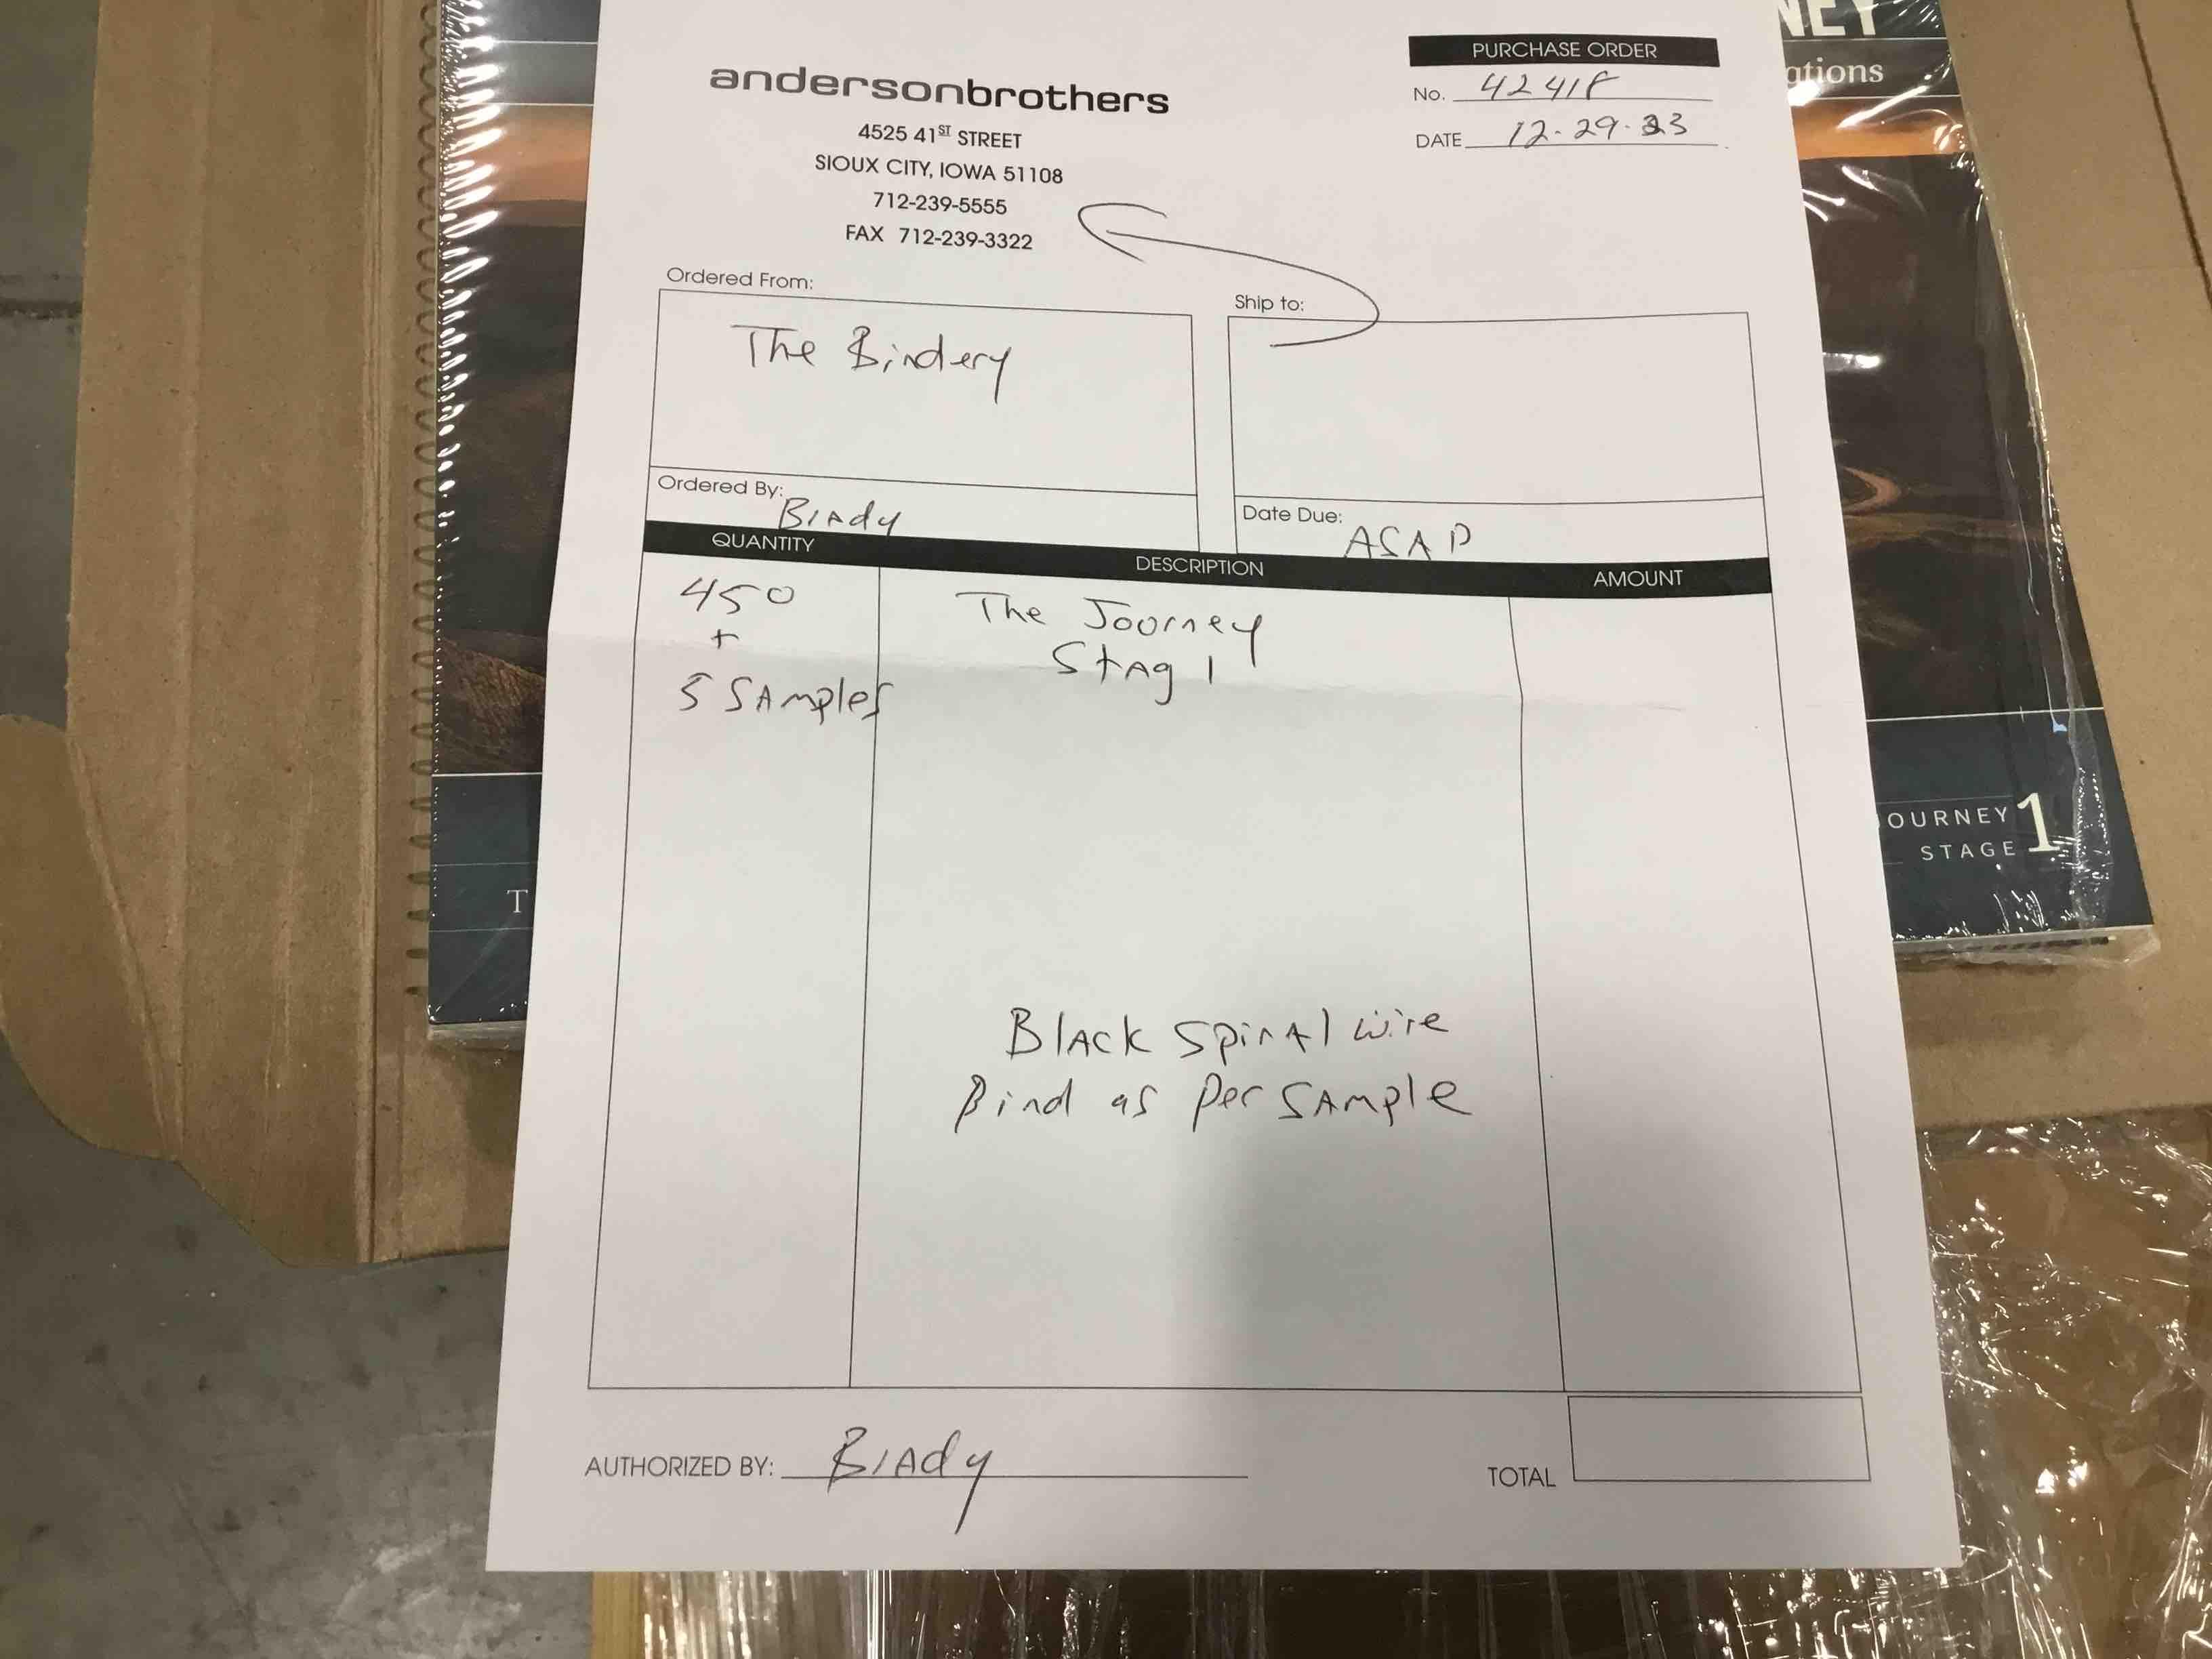 NEY
ations
andersonbrothers
4525 41ST STREET
SIOUX CITY, IOWA 51108
712-239-5555
FAX 712-239-3322
PURCHASE ORDER
No.
DATE 12-29-23
Ordered From:
The Bindery
Ship to:
Ordered By: Brady
Date Due: ASAP
QUANTITY DESCRIPTION AMOUNT
450 The Journey
+ Stag 1
5 SAmples
OURNEY 1
STAGE
T
BLACk SpirAl wire
Bind as Per SAmple
AUTHORIZED BY: Brady
TOTAL